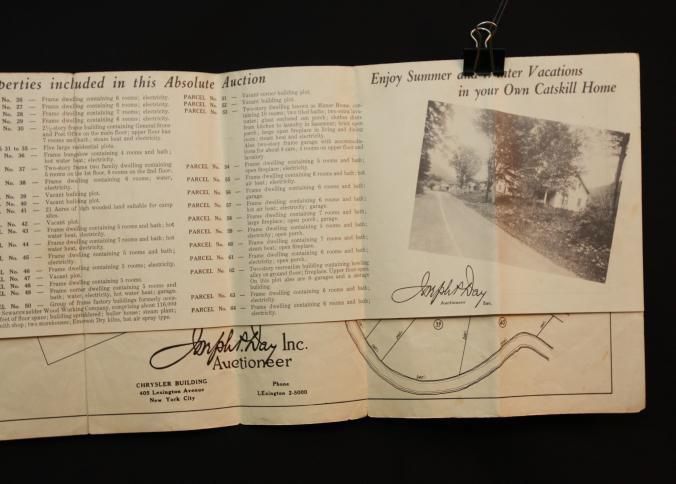 perties included in this Absolute Auction
No. 26 — Frame dwelling containing 6 rooms; electricity.
No. 27 — Frame dwelling containing 6 rooms; electricity.
No. 28 — Frame dwelling containing 6 rooms; electricity.
No. 29 — Frame dwelling containing 6 rooms; electricity.
No. 30 — 2½-story frame building containing General Store
and Post Office on the main floor; upper floor has
7 rooms and bath; steam heat and electricity.
31 to 35 — Five large residential plots.
No. 36 — Frame bungalow containing 4 rooms and bath;
hot water heat; electricity.
No. 37 — Two-story frame two family dwelling containing
5 rooms on the 1st floor, 6 rooms on the 2nd floor;
electricity.
No. 38 — Frame dwelling containing 6 rooms; water,
electricity.
No. 39 — Vacant building plot.
No. 40 — Vacant building plot.
No. 41 — 21 Acres of high wooded land suitable for camp
sites.
No. 42 — Vacant plot.
No. 43 — Frame dwelling containing 5 rooms and bath; hot
water heat, electricity.
No. 44 — Frame dwelling containing 7 rooms and bath; hot
water heat, electricity.
No. 45 — Frame dwelling containing 6 rooms and bath;
electricity.
No. 46 — Frame dwelling containing 5 rooms; electricity.
No. 47 — Vacant plot.
No. 48 — Frame dwelling containing 5 rooms.
No. 49 — Frame corner dwelling containing 5 rooms and
bath; water, electricity, hot water heat; garage.
No. 50 — Group of frame factory buildings formerly
Wood Working Company, comprising about 116,000
feet of floor space; building sprinklered; boiler house; steam plant;
shop; two storehouses; Emerson Dry kilns, hot air spray type.
PARCEL No. 51 — Vacant corner building plot.
PARCEL No. 52 — Vacant building plot.
PARCEL No. 53 — Two-story dwelling known as Manor House, con-
taining 10 rooms; two tiled baths; two extra
water; glass enclosed sun porch; clothes chute
from kitchen to laundry in basement; brick open
porch; large open fireplace in living and dining
room; steam heat and electricity.
Also two-story frame garage with accommoda-
tions for about 6 cars, 4 rooms on upper floor and
lavatory
PARCEL No. 54 — Frame dwelling containing 5 rooms and bath;
open fireplace; electricity.
PARCEL No. 55 — Frame dwelling containing 6 rooms and bath; hot
air heat; electricity.
PARCEL No. 56 — Frame dwelling containing 6 rooms and bath;
garage.
PARCEL No. 57 — Frame dwelling containing 6 rooms and bath;
hot air heat, electricity; garage.
PARCEL No. 58 — Frame dwelling containing 7 rooms and bath;
large fireplace; open porch; garage.
PARCEL No. 59 — Frame dwelling containing 5 rooms and bath;
electricity; open porch.
PARCEL No. 60 — Frame dwelling containing 7 rooms and bath;
steam heat; open fireplace.
PARCEL No. 61 — Frame dwelling containing 6 rooms and bath;
electricity; open porch.
PARCEL No. 62 — Two-story recreation building containing bowling
alley on ground floor; fireplace. Upper floor open.
On this plot also are 8 garages and a storage
building.
PARCEL No. 63 — Frame dwelling containing 6 rooms and bath;
electricity.
PARCEL No. 64 — Frame dwelling containing 6 rooms and bath;
electricity.
Enjoy Summer and Winter Vacations
in your Own Catskill Home
Joseph P. Day
Auctioneer Inc.
Joseph P. Day Inc.
Auctioneer
CHRYSLER BUILDING
405 Lexington Avenue
New York City
Phone
LExington 2-5000